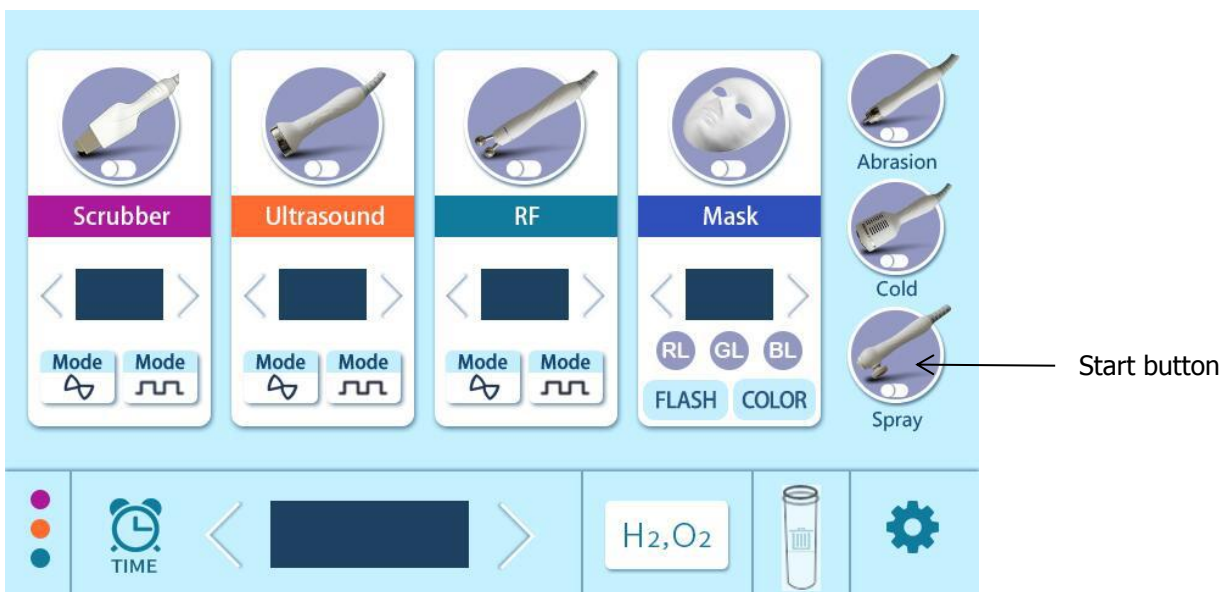 Scrubber
Ultrasound
RF
Mask
Mode Mode
Mode Mode
Mode Mode
RL GL BL
FLASH COLOR
Abrasion
Cold
Spray
Start button
TIME
H2,O2